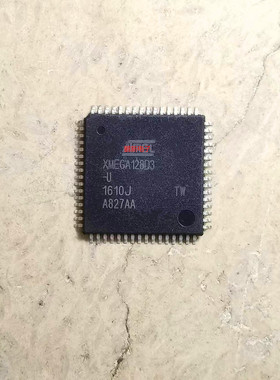 ATMEL
XMEGA128D3
-U
1610J TW
A827AA